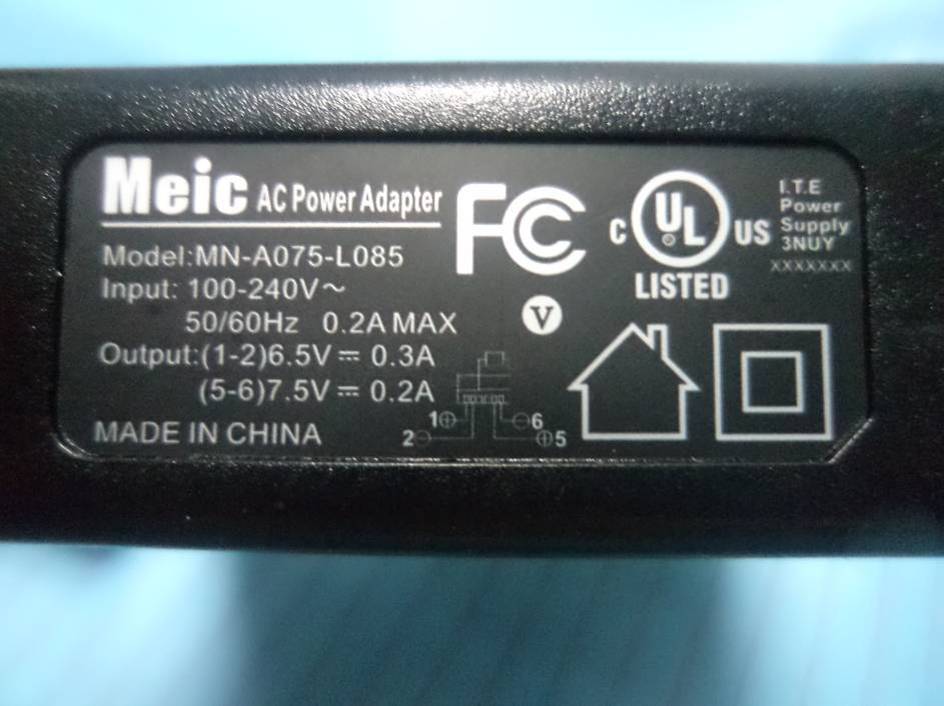 Meic AC Power Adapter
Model:MN-A075-L085
Input: 100-240V~
50/60Hz 0.2A MAX
Output:(1-2)6.5V⎓ 0.3A
(5-6)7.5V⎓ 0.2A
MADE IN CHINA
1⊕
2⊖
⊖6
⊕5
FC
V
C UL US
R
LISTED
I.T.E
Power
Supply
3NUY
XXXXXXX